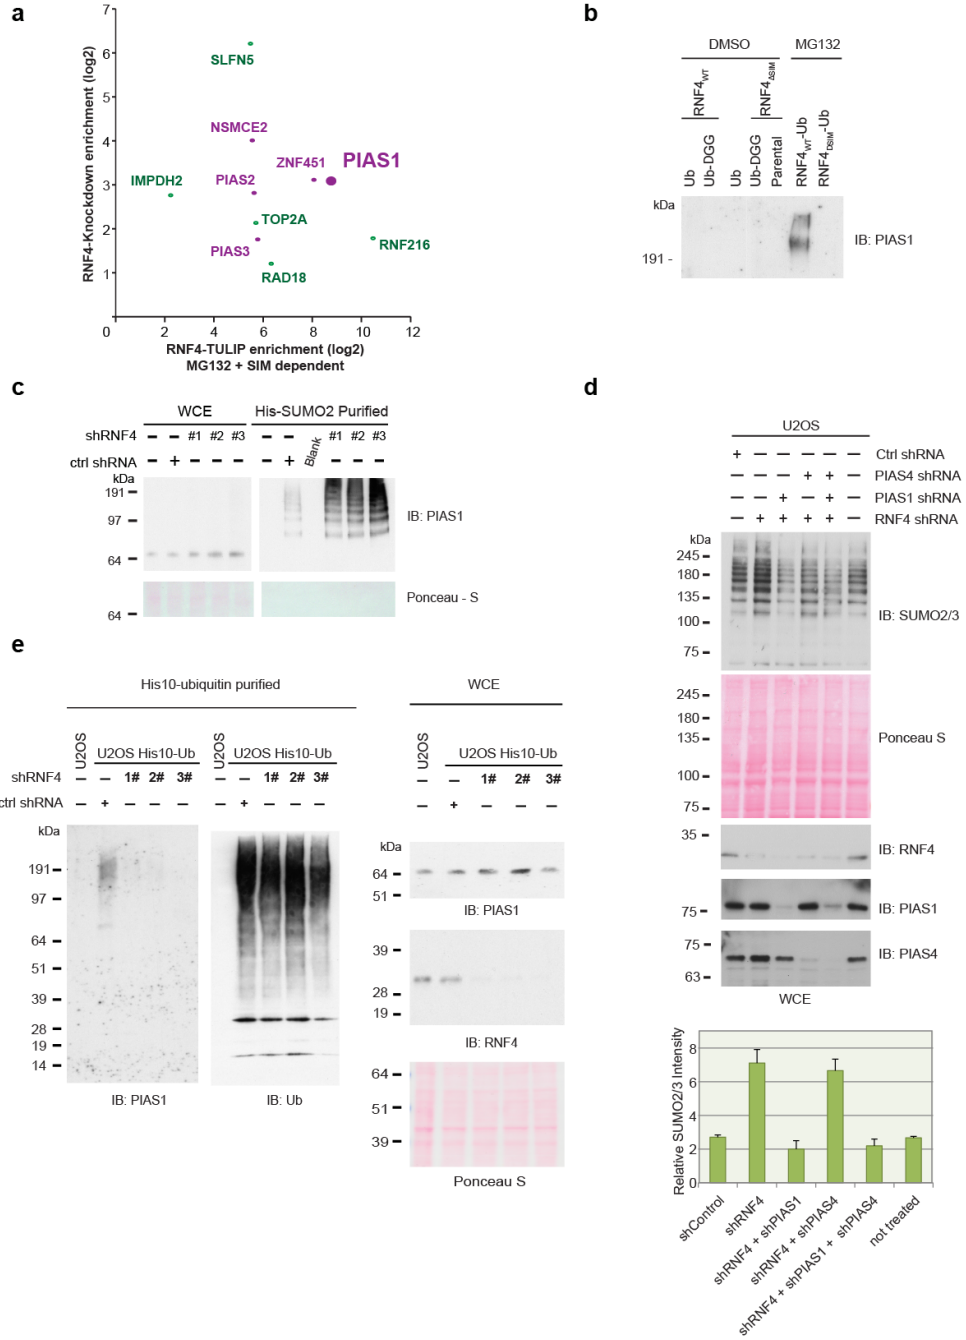 a
RNF4-Knockdown enrichment (log2)
7
6
5
4
3
2
1
0
2
4
6
8
10
12
SLFN5
NSMCE2
ZNF451
PIAS1
IMPDH2
PIAS2
TOP2A
PIAS3
RNF216
RAD18
RNF4-TULIP enrichment (log2)
MG132 + SIM dependent
b
DMSO
MG132
RNF4WT
RNF4ΔSIM
Ub
Ub-DGG
Ub
Ub-DGG
Parental
RNF4WT-Ub
RNF4DSIM-Ub
kDa
191 -
IB: PIAS1
c
WCE
His-SUMO2 Purified
shRNF4 – – #1 #2 #3 – – Blank #1 #2 #3
ctrl shRNA – + – – – – + – – –
kDa
191
97
64
IB: PIAS1
64
Ponceau - S
d
U2OS
+ – – – – – Ctrl shRNA
– – – + + – PIAS4 shRNA
– – + – + – PIAS1 shRNA
– + + + + – RNF4 shRNA
kDa
245
180
135
100
75
IB: SUMO2/3
245
180
135
100
75
Ponceau S
35
IB: RNF4
75
IB: PIAS1
75
63
IB: PIAS4
WCE
Relative SUMO2/3 Intensity
8
6
4
2
0
shControl
shRNF4
shRNF4 + shPIAS1
shRNF4 + shPIAS4
shRNF4 + shPIAS1 + shPIAS4
not treated
e
His10-ubiquitin purified
U2OS
U2OS His10-Ub
U2OS
U2OS His10-Ub
shRNF4 – – 1# 2# 3# – – 1# 2# 3#
ctrl shRNA – + – – – – + – – –
kDa
191
97
64
51
39
28
19
14
IB: PIAS1
IB: Ub
WCE
U2OS
U2OS His10-Ub
– – 1# 2# 3#
– + – – –
kDa
64
51
IB: PIAS1
39
28
19
IB: RNF4
64
51
39
Ponceau S